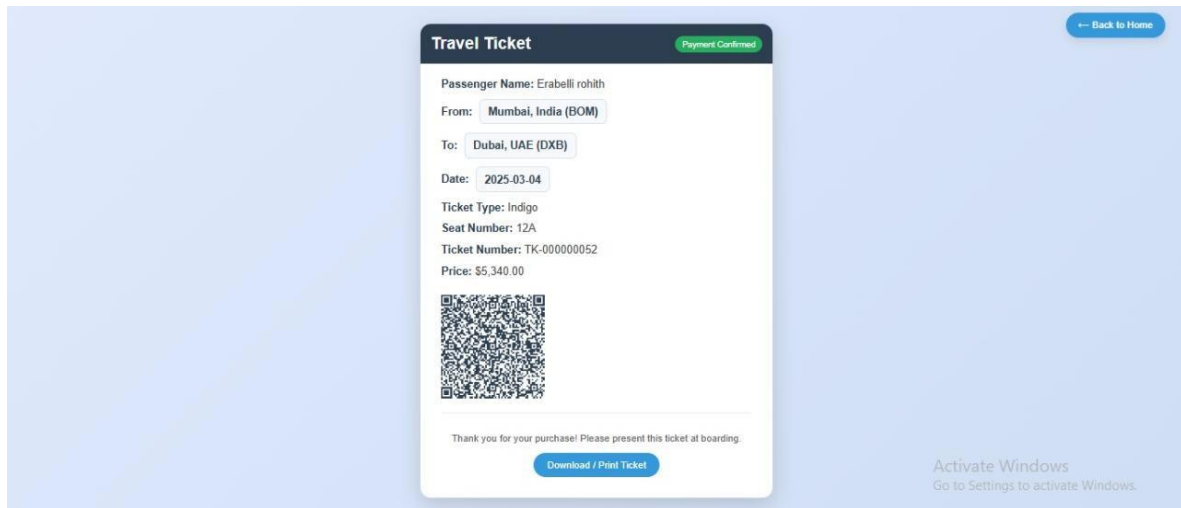 ← Back to Home
Travel Ticket
Payment Confirmed
Passenger Name: Erabelli rohith
From: Mumbai, India (BOM)
To: Dubai, UAE (DXB)
Date: 2025-03-04
Ticket Type: Indigo
Seat Number: 12A
Ticket Number: TK-000000052
Price: $5,340.00
Thank you for your purchase! Please present this ticket at boarding.
Download / Print Ticket
Activate Windows
Go to Settings to activate Windows.